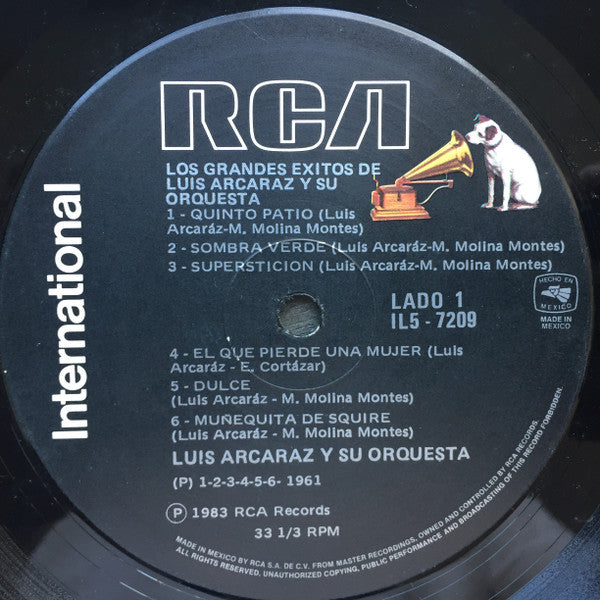 RCA
LOS GRANDES EXITOS DE
LUIS ARCARAZ Y SU
ORQUESTA
1 - QUINTO PATIO (Luis
Arcaráz-M. Molina Montes)
2 - SOMBRA VERDE (Luis Arcaráz-M. Molina Montes)
3 - SUPERSTICION (Luis Arcaráz-M. Molina Montes)
International
LADO 1
IL5 - 7209
HECHO EN
MEXICO
MADE IN
MEXICO
4 - EL QUE PIERDE UNA MUJER (Luis
Arcaráz - E. Cortázar)
5 - DULCE
(Luis Arcaráz - M. Molina Montes)
6 - MUÑEQUITA DE SQUIRE
(Luis Arcaráz - M. Molina Montes)
LUIS ARCARAZ Y SU ORQUESTA
(P) 1-2-3-4-5-6- 1961
Ⓟ 1983 RCA Records
33 1/3 RPM
MADE IN MEXICO BY RCA S.A. DE C.V. FROM MASTER RECORDINGS, OWNED AND CONTROLLED BY RCA RECORDS
ALL RIGHTS RESERVED, UNAUTHORIZED COPYING, PUBLIC PERFORMANCE AND BROADCASTING OF THIS RECORD FORBIDDEN.